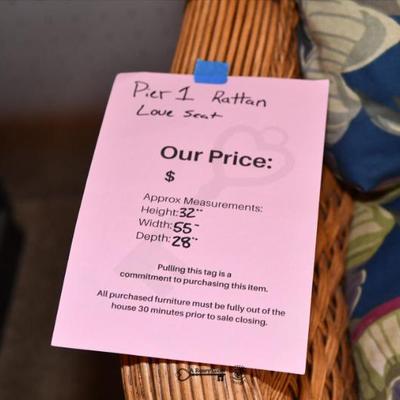 Pier 1 Rattan
Love Seat
Our Price:
$
Approx Measurements:
Height: 32"
Width: 55"
Depth: 28"
Pulling this tag is a
commitment to purchasing this item.
All purchased furniture must be fully out of the
house 30 minutes prior to sale closing.